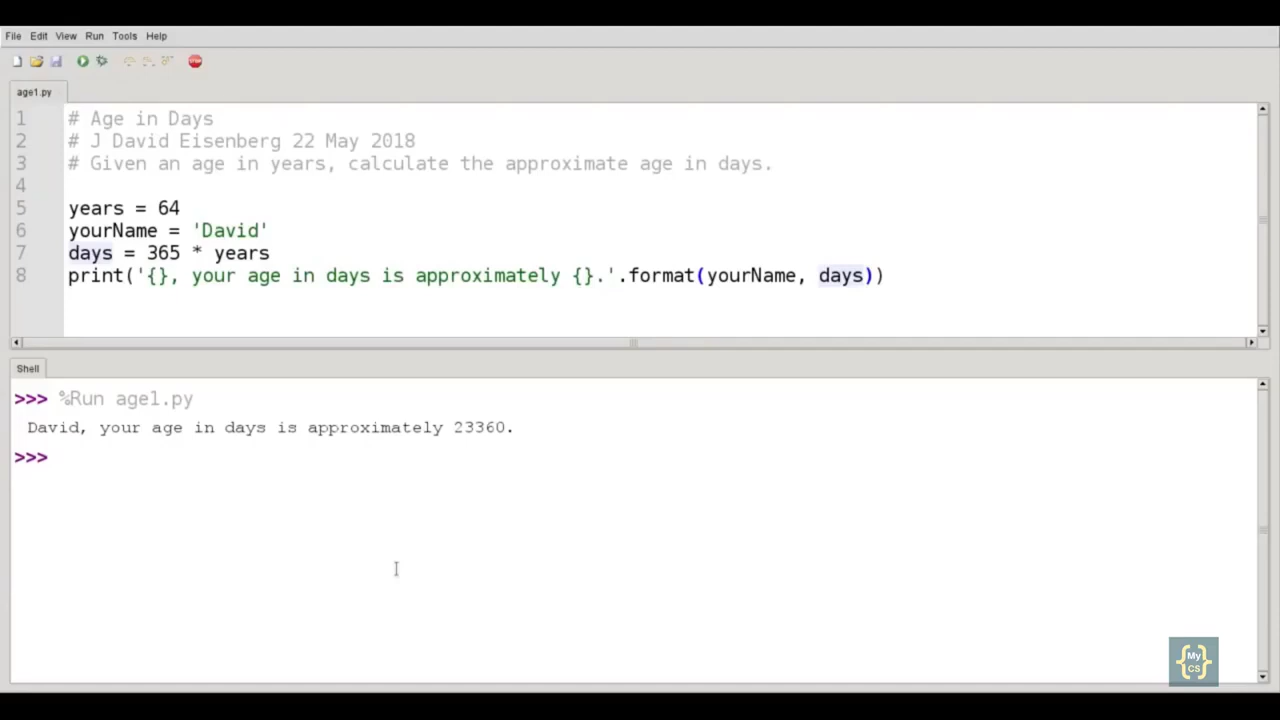 File Edit View Run Tools Help
age1.py
1 # Age in Days
2 # J David Eisenberg 22 May 2018
3 # Given an age in years, calculate the approximate age in days.
4
5 years = 64
6 yourName = 'David'
7 days = 365 * years
8 print('{}, your age in days is approximately {}.'.format(yourName, days))
Shell
>>> %Run age1.py
David, your age in days is approximately 23360.
>>>
{My CS}